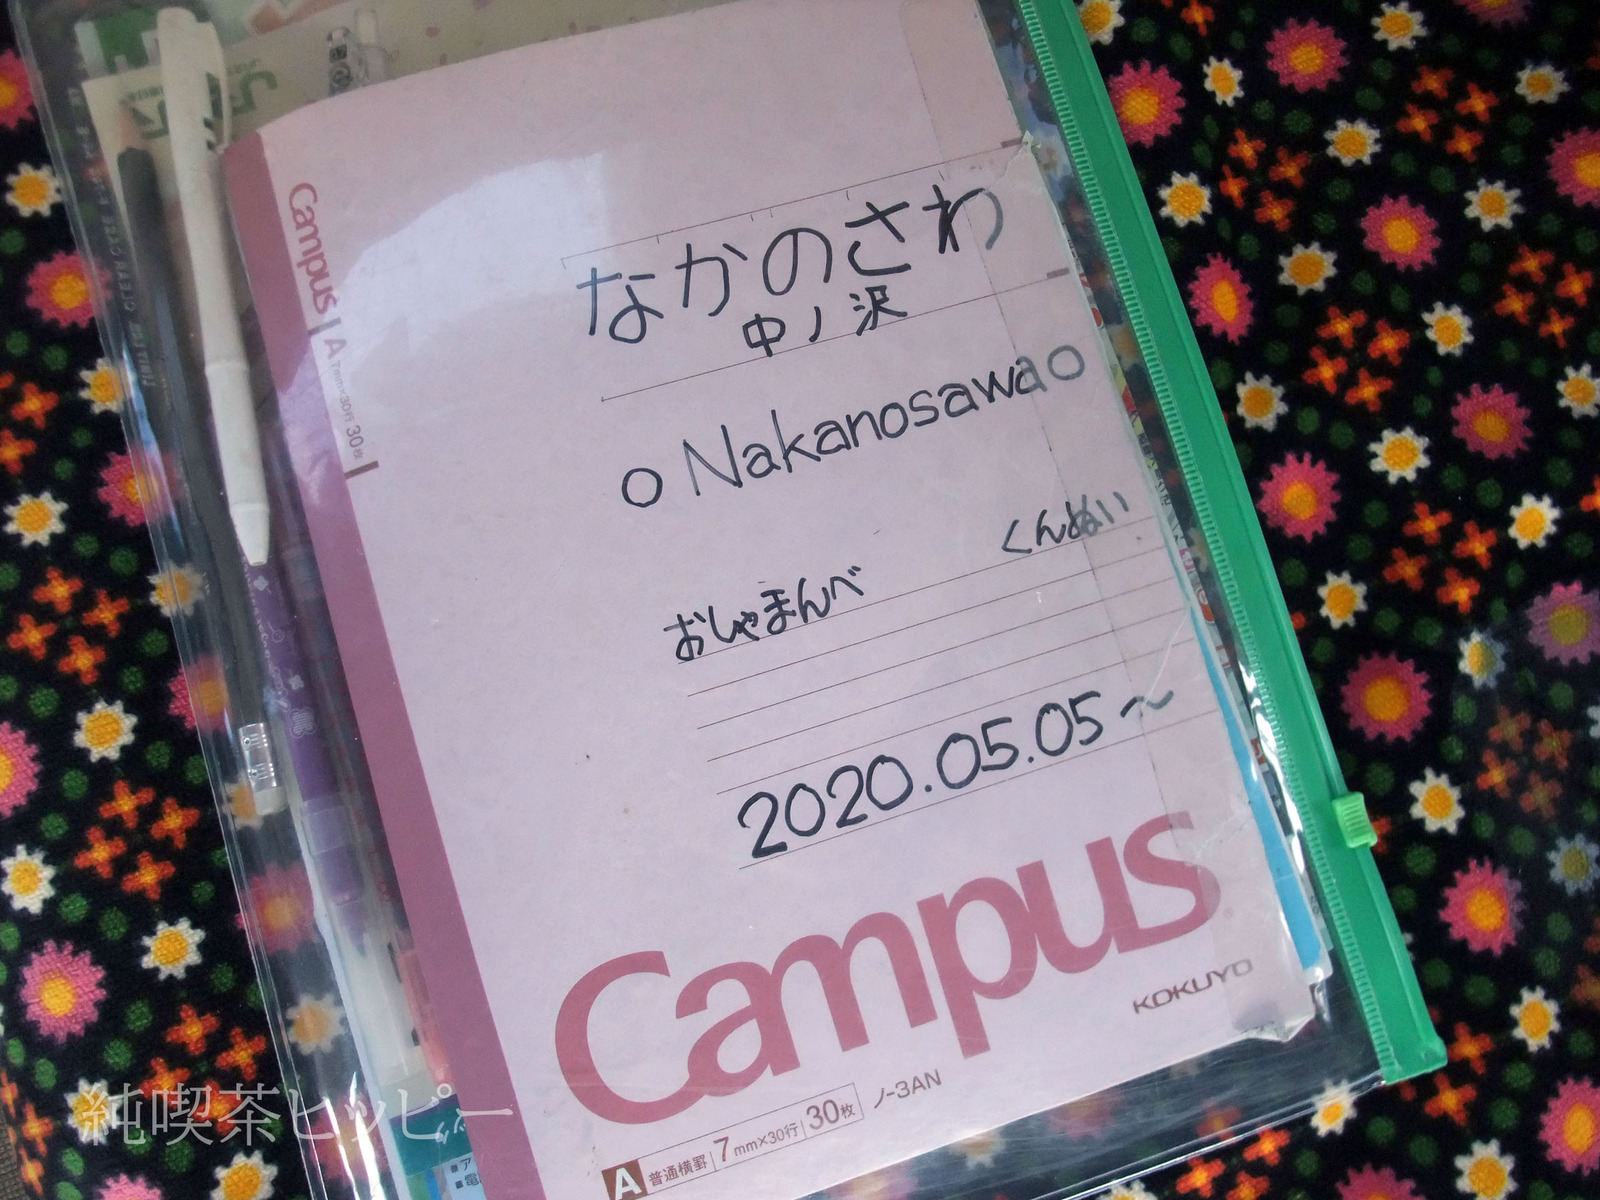 Campus A 7mm×30行 30枚
なかのさわ
中ノ沢
o Nakanosawa o
くんぬい
おしゃまんべ
2020.05.05～
Campus
KOKUYO
A 普通横罫 7mm×30行 30枚 ノ-3AN
純喫茶ヒッピー